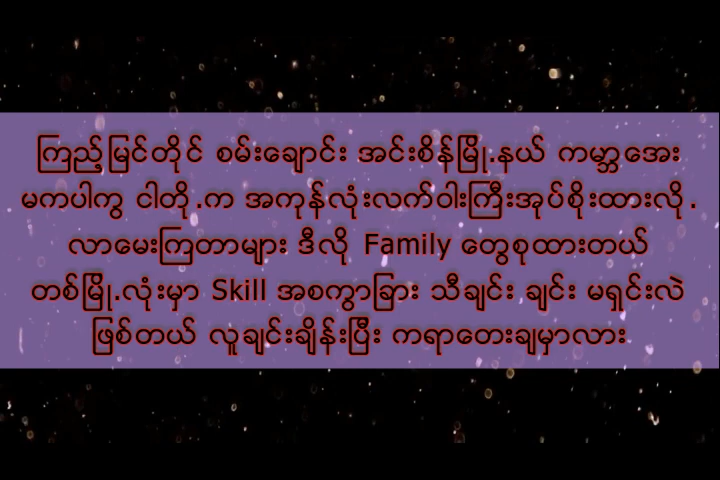 ကြည့်မြင်တိုင် စမ်းချောင်း အင်းစိန်မြို့နယ် ကမ္ဘာအေး
မကပါကွ ငါတို့က အကုန်လုံးလက်ဝါးကြီးအုပ်စိုးထားလို့
လာမေးကြတာများ ဒီလို Family တွေစုထားတယ်
တစ်မြို့လုံးမှာ Skill အစကွာခြား သီချင်း ချင်း မရှင်းလဲ
ဖြစ်တယ် လူချင်းချိန်းပြီး ကရာတေးချမှာလား